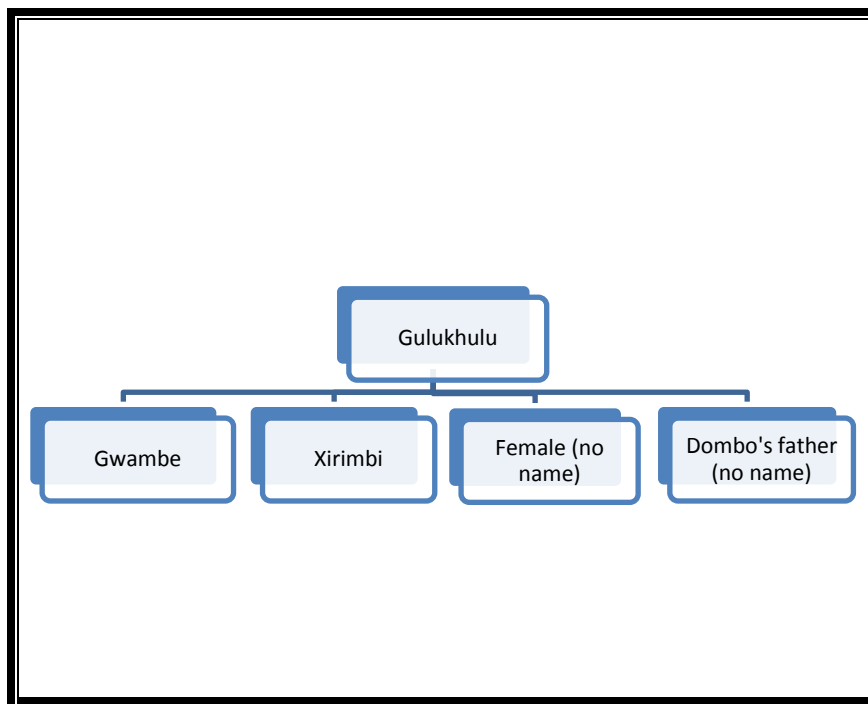 Gulukhulu
Gwambe
Xirimbi
Female (no
name)
Dombo's father
(no name)